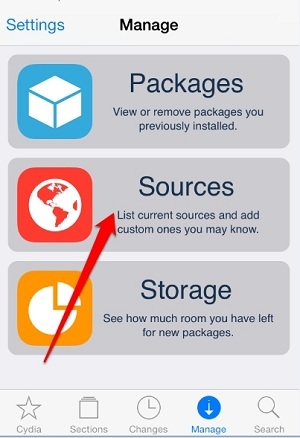 Settings Manage
Packages
View or remove packages you
previously installed.
Sources
List current sources and add
custom ones you may know.
Storage
See how much room you have left
for new packages.
Cydia Sections Changes Manage Search